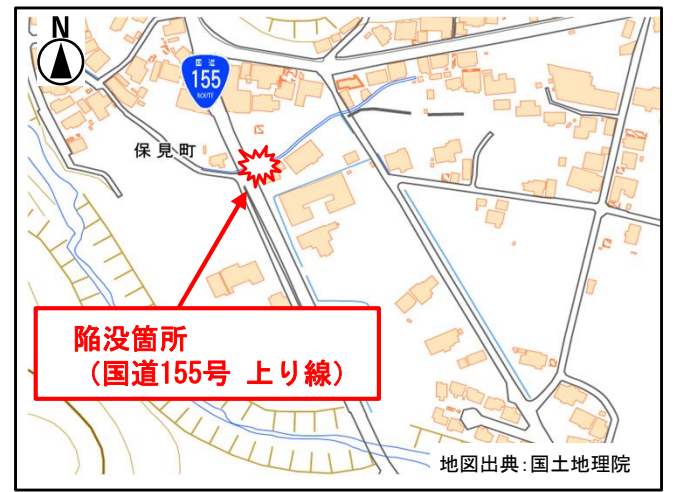 N
国道
155
ROUTE
保見町
陥没箇所
（国道155号 上り線）
地図出典：国土地理院